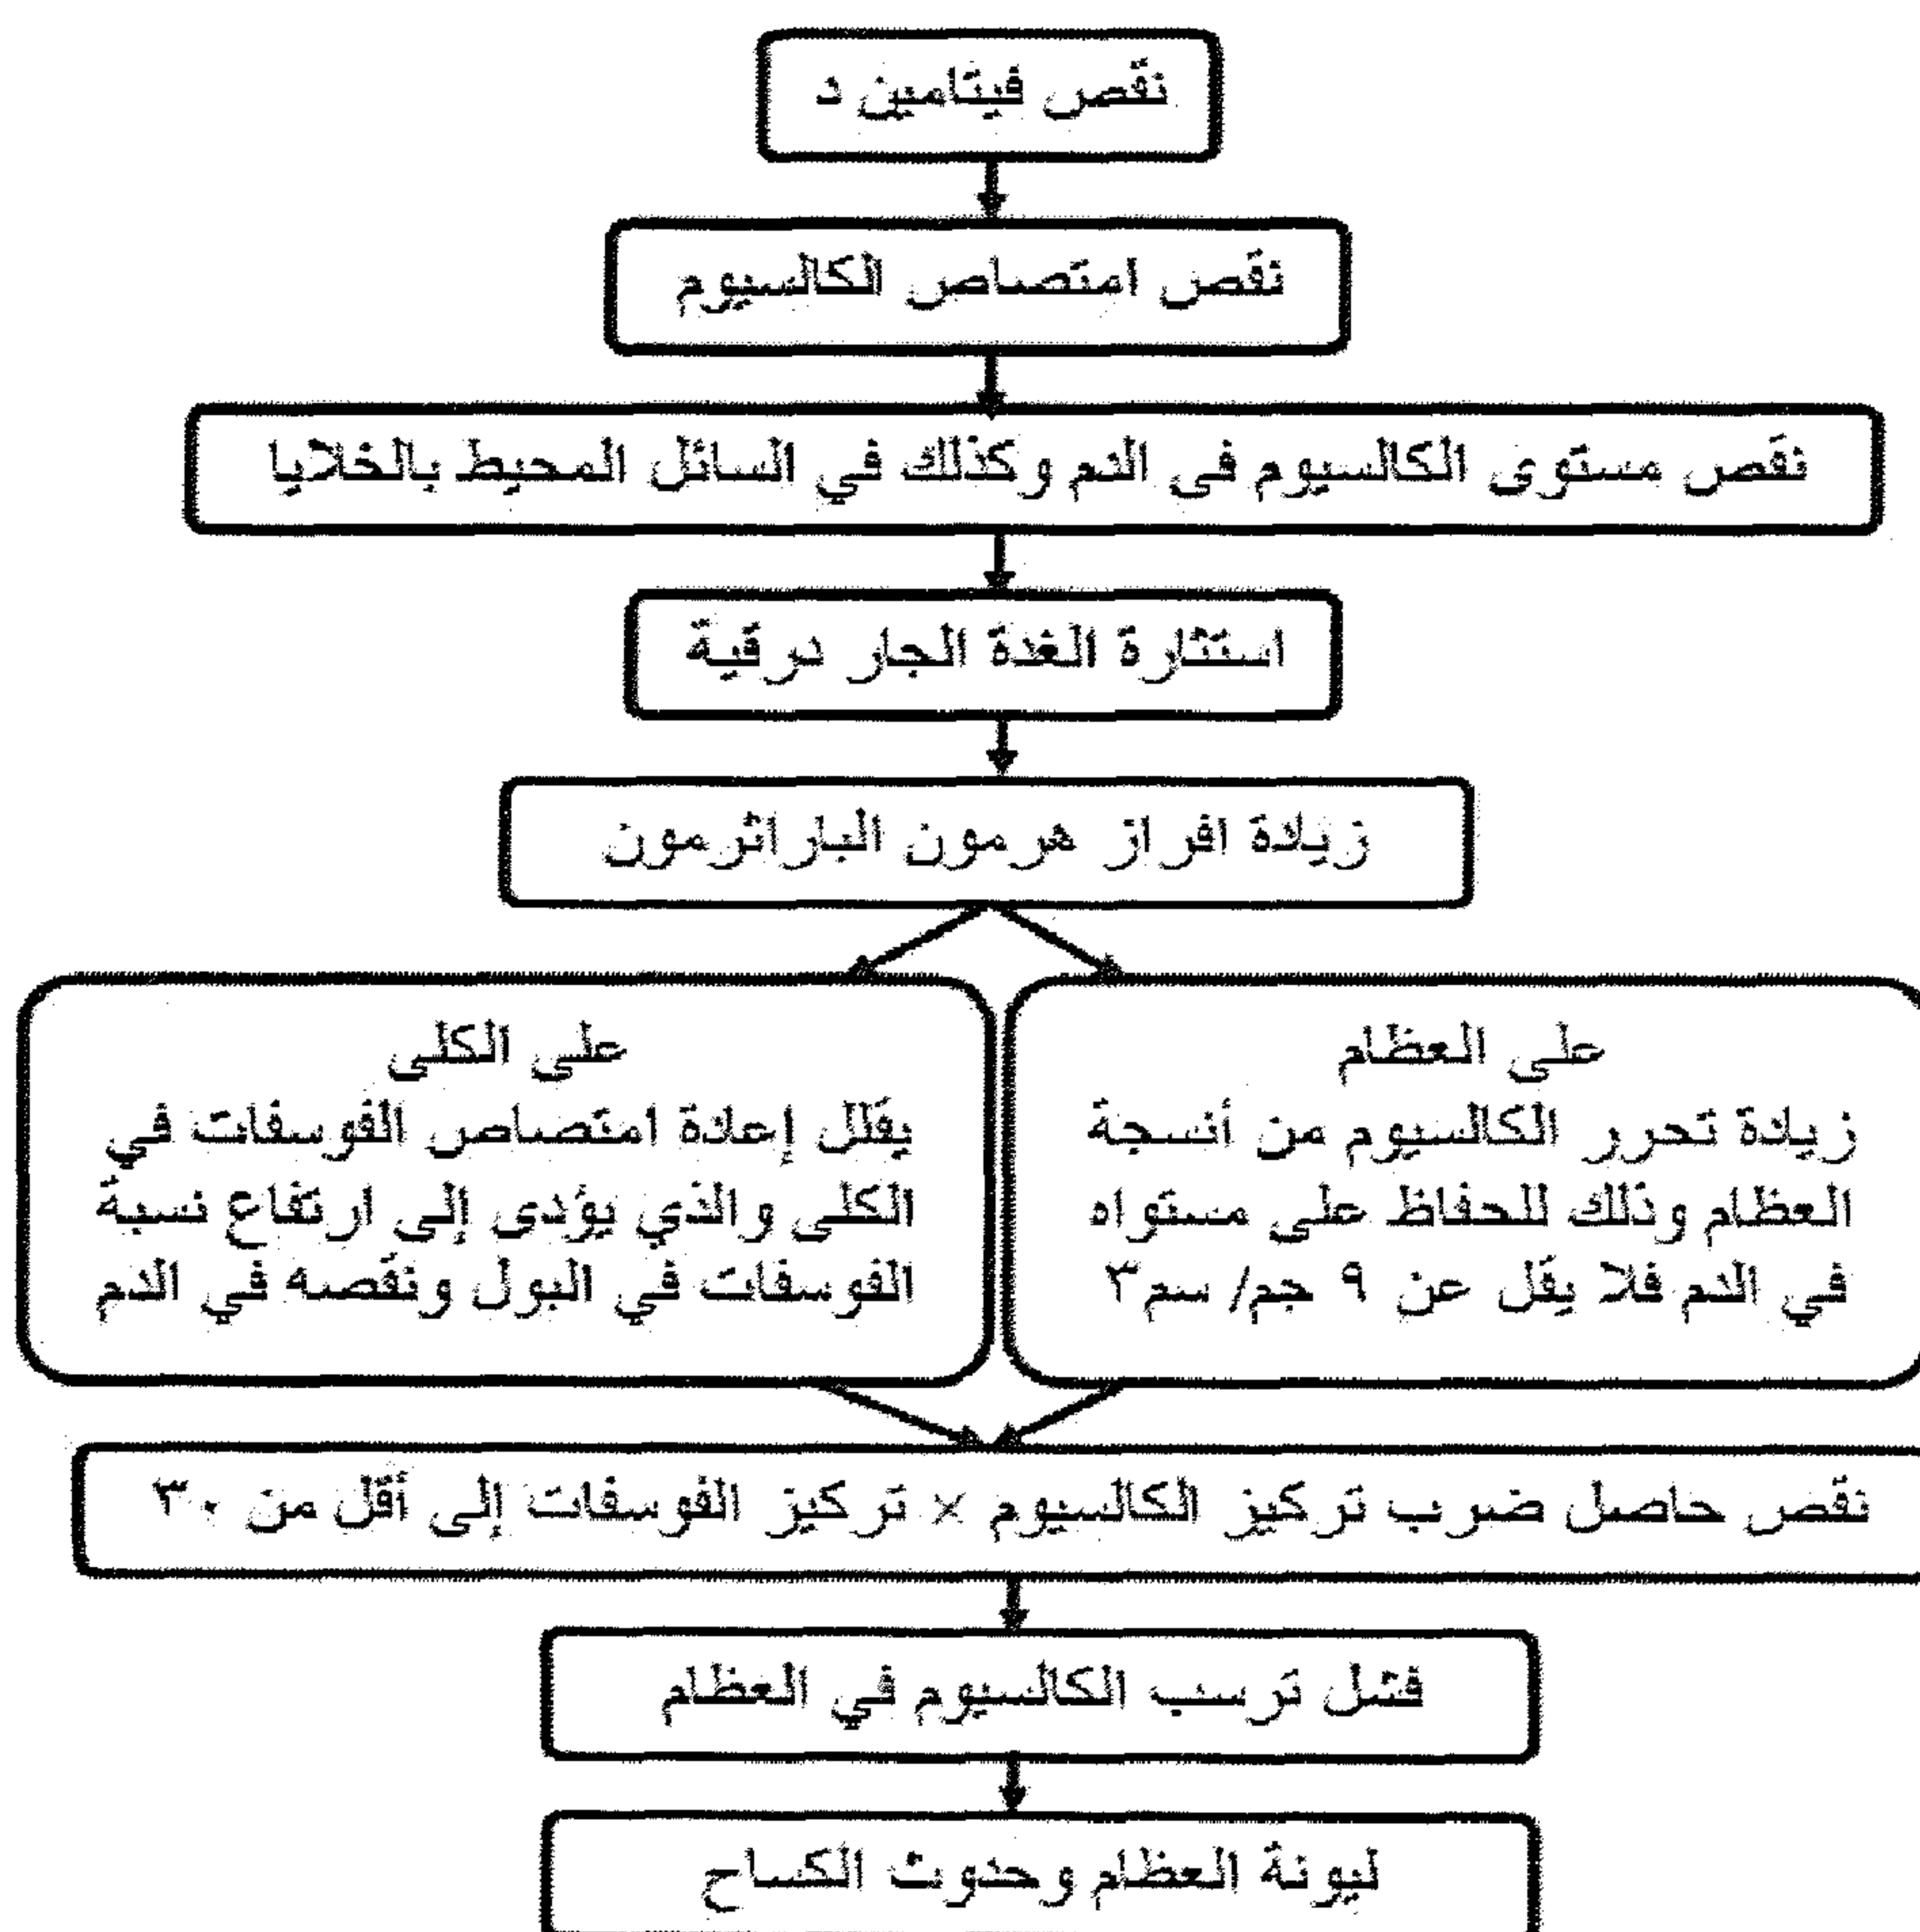 نقص فيتامين د
نقص امتصاص الكالسيوم
نقص مستوى الكالسيوم فى الدم وكذلك في السائل المحيط بالخلايا
استثارة الغدة الجار درقية
زيادة افراز هرمون الباراثرمون
على العظام
زيادة تحرر الكالسيوم من أنسجة
العظام وذلك للحفاظ على مستواه
في الدم فلا يقل عن ٩ جم/ سم٣
على الكلى
يقلل إعادة امتصاص الفوسفات في
الكلى والذي يؤدى إلى ارتفاع نسبة
الفوسفات في البول ونقصه في الدم
نقص حاصل ضرب تركيز الكالسيوم × تركيز الفوسفات إلى أقل من ٣٠
فشل ترسب الكالسيوم في العظام
ليونة العظام وحدوث الكساح